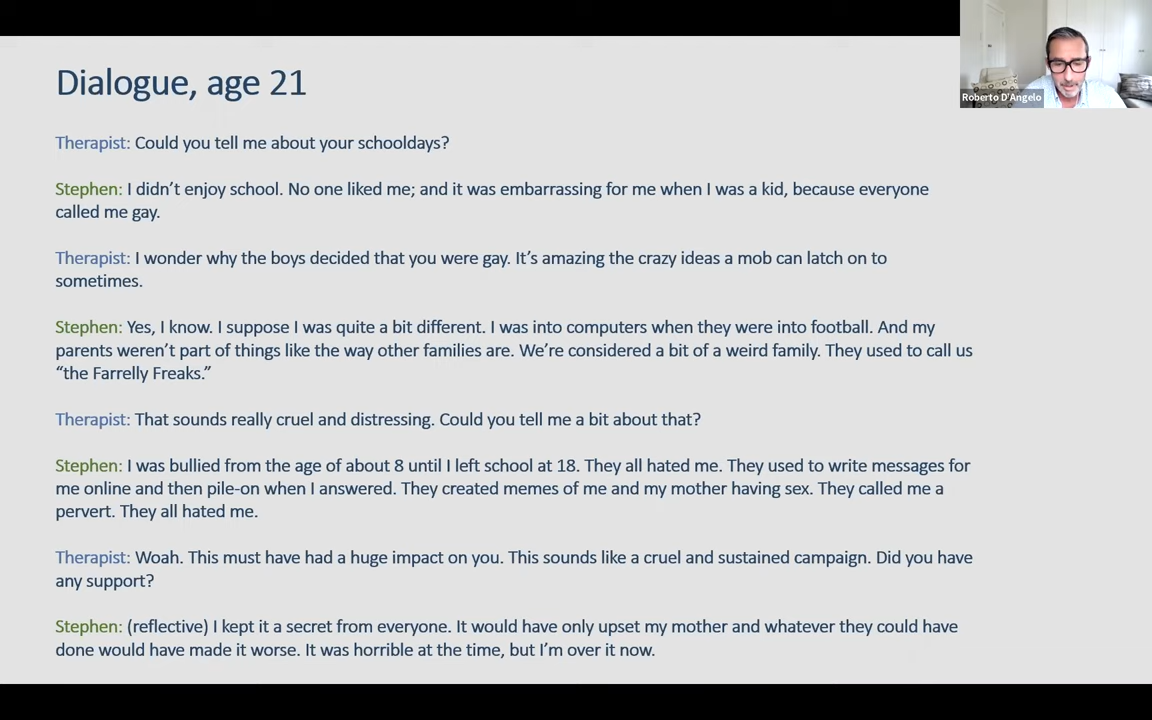 Dialogue, age 21
Roberto D'Angelo
Therapist: Could you tell me about your schooldays?
Stephen: I didn’t enjoy school. No one liked me; and it was embarrassing for me when I was a kid, because everyone
called me gay.
Therapist: I wonder why the boys decided that you were gay. It’s amazing the crazy ideas a mob can latch on to
sometimes.
Stephen: Yes, I know. I suppose I was quite a bit different. I was into computers when they were into football. And my
parents weren’t part of things like the way other families are. We’re considered a bit of a weird family. They used to call us
“the Farrelly Freaks.”
Therapist: That sounds really cruel and distressing. Could you tell me a bit about that?
Stephen: I was bullied from the age of about 8 until I left school at 18. They all hated me. They used to write messages for
me online and then pile-on when I answered. They created memes of me and my mother having sex. They called me a
pervert. They all hated me.
Therapist: Woah. This must have had a huge impact on you. This sounds like a cruel and sustained campaign. Did you have
any support?
Stephen: (reflective) I kept it a secret from everyone. It would have only upset my mother and whatever they could have
done would have made it worse. It was horrible at the time, but I’m over it now.